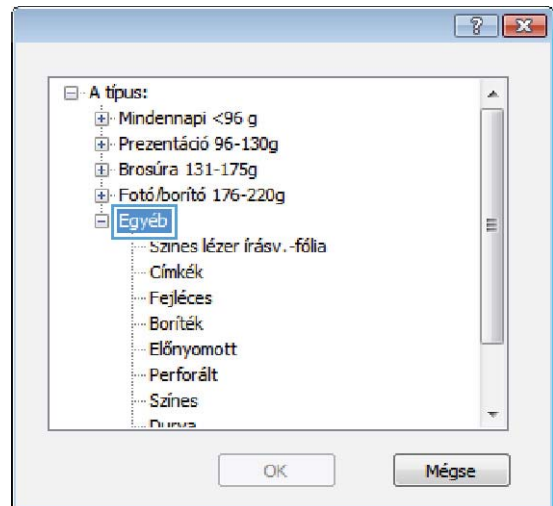 A típus:
Mindennapi <96 g
Prezentáció 96-130g
Brosúra 131-175g
Fotó/borító 176-220g
Egyéb
Színes lézer írásv.-fólia
Címkék
Fejléces
Boríték
Előnyomott
Perforált
Színes
Durva
OK
Mégse